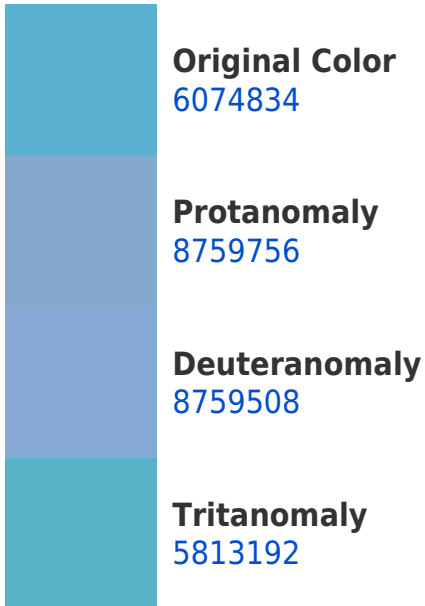 Original Color
6074834
Protanomaly
8759756
Deuteranomaly
8759508
Tritanomaly
5813192